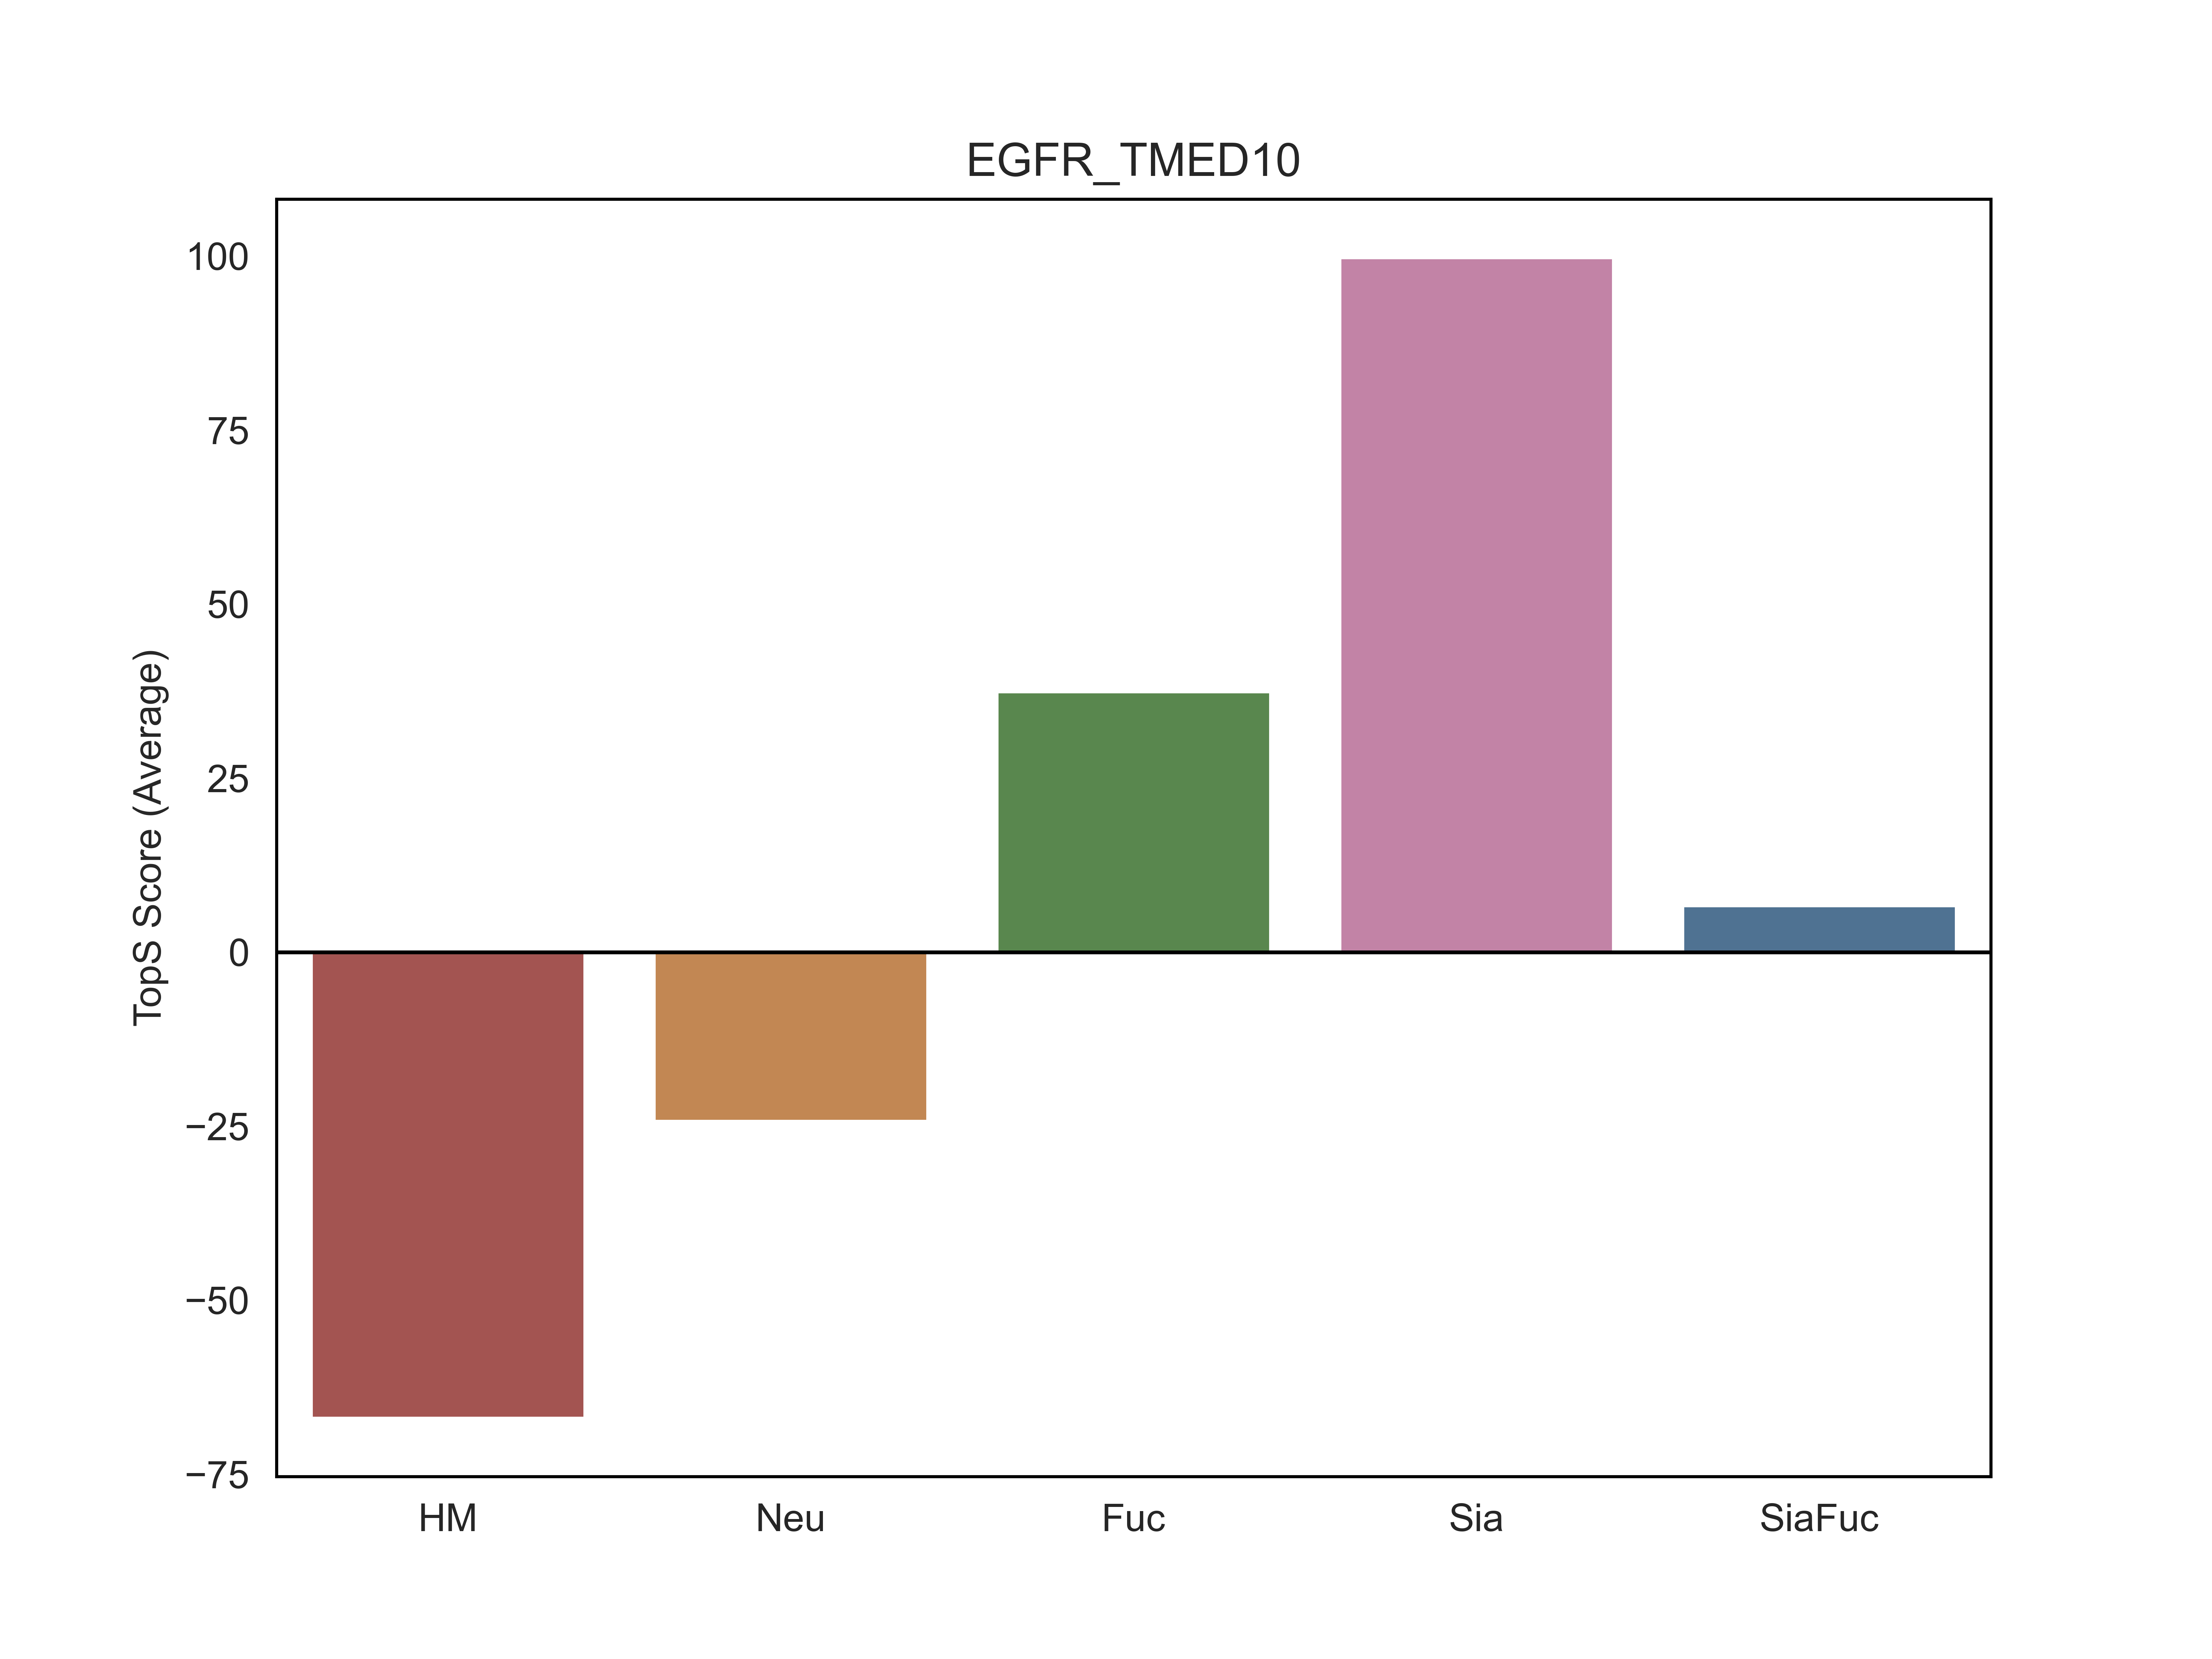 EGFR_TMED10
TopS Score (Average)
100
75
50
25
0
−25
−50
−75
HM
Neu
Fuc
Sia
SiaFuc